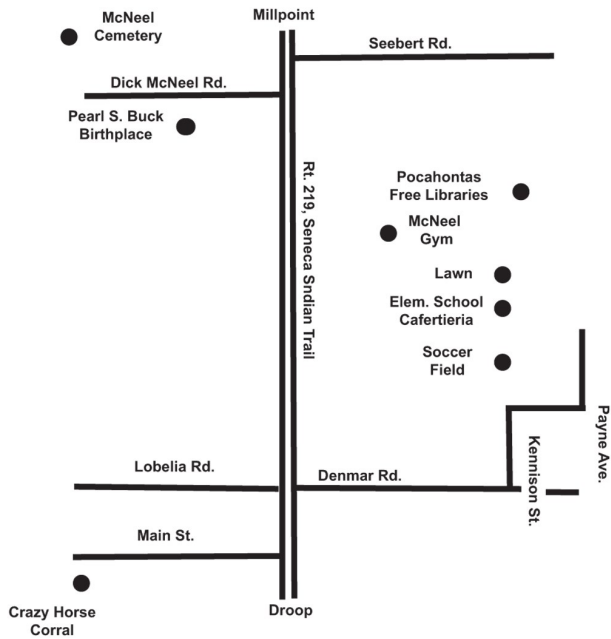 McNeel
Cemetery
Millpoint
Seebert Rd.
Dick McNeel Rd.
Pearl S. Buck
Birthplace
Rt. 219, Seneca Sndian Trail
Pocahontas
Free Libraries
McNeel
Gym
Lawn
Elem. School
Cafertieria
Soccer
Field
Payne Ave.
Kennison St.
Lobelia Rd.
Denmar Rd.
Main St.
Crazy Horse
Corral
Droop